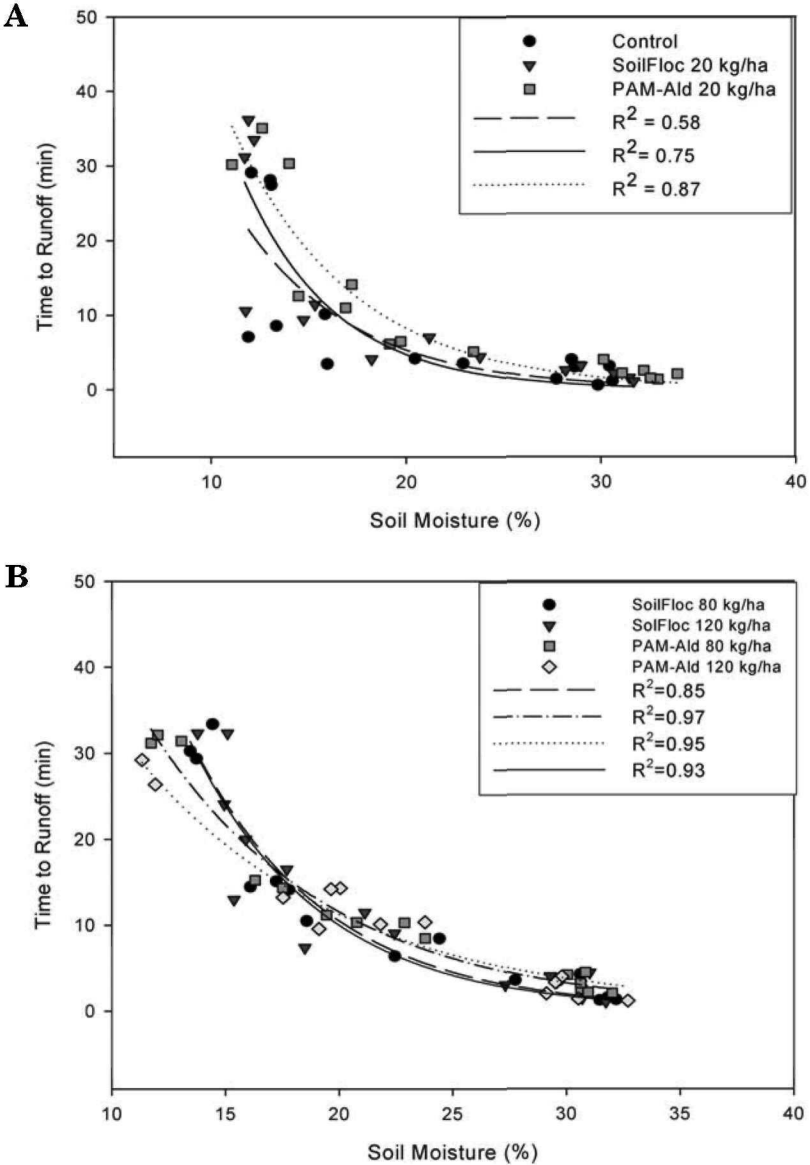 A
50
40
30
20
10
0
Time to Runoff (min)
Control
SoilFloc 20 kg/ha
PAM-Ald 20 kg/ha
R2 = 0.58
R2 = 0.75
R2 = 0.87
10 20 30 40
Soil Moisture (%)
B
50
40
30
20
10
0
Time to Runoff (min)
SoilFloc 80 kg/ha
SolFloc 120 kg/ha
PAM-Ald 80 kg/ha
PAM-Ald 120 kg/ha
R2=0.85
R2=0.97
R2=0.95
R2=0.93
10 15 20 25 30 35 40
Soil Moisture (%)